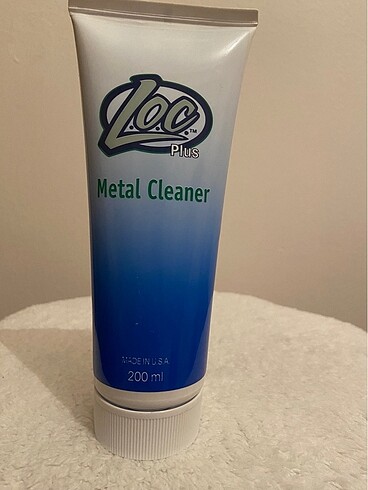 L.O.C.™
Plus
Metal Cleaner
MADE IN U.S.A.
200 ml